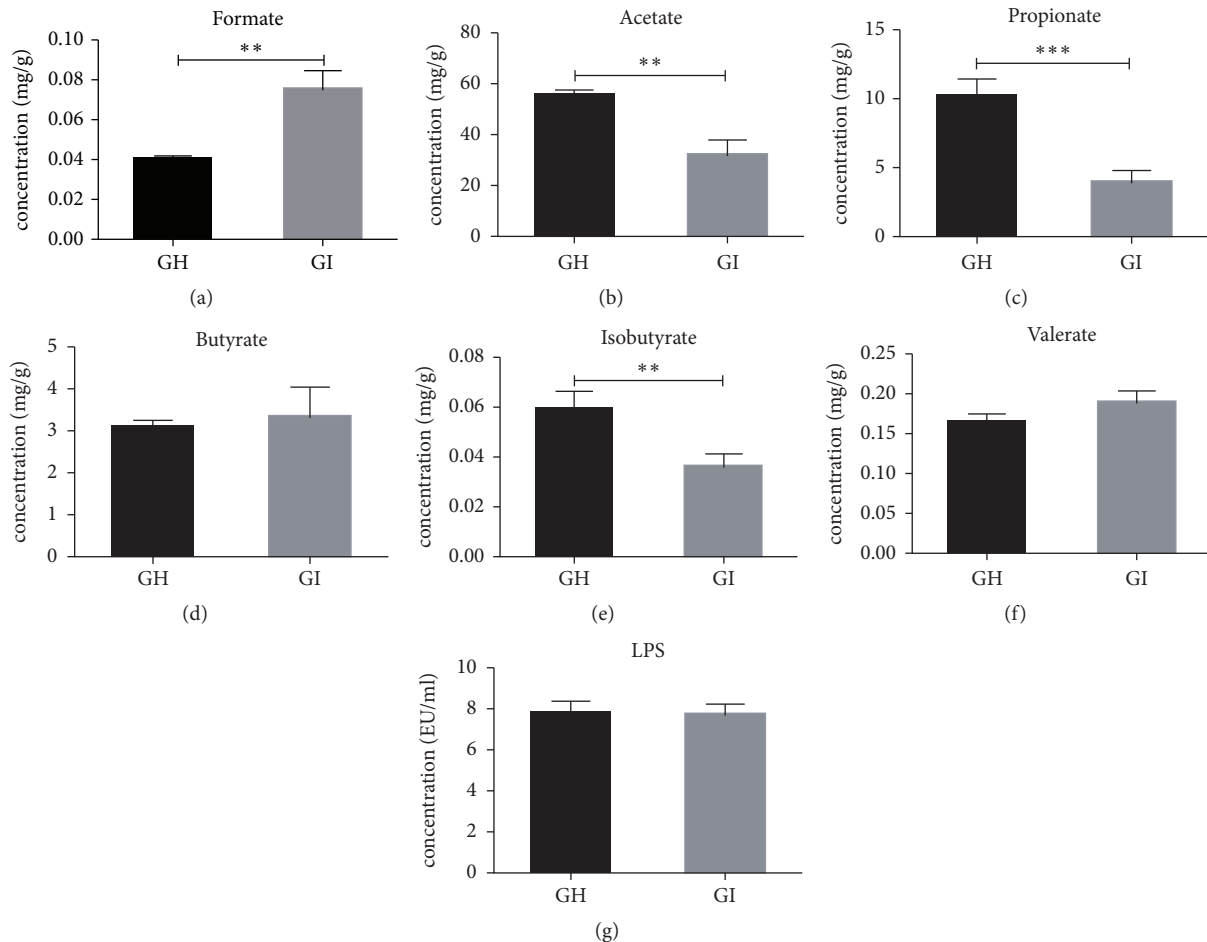 Formate
concentration (mg/g)
0.10
0.08
0.06
0.04
0.02
0.00
**
GH GI
(a)
Acetate
concentration (mg/g)
80
60
40
20
0
**
GH GI
(b)
Propionate
concentration (mg/g)
15
10
5
0
***
GH GI
(c)
Butyrate
concentration (mg/g)
5
4
3
2
1
0
GH GI
(d)
Isobutyrate
concentration (mg/g)
0.08
0.06
0.04
0.02
0.00
**
GH GI
(e)
Valerate
concentration (mg/g)
0.25
0.20
0.15
0.10
0.05
0.00
GH GI
(f)
LPS
concentration (EU/ml)
10
8
6
4
2
0
GH GI
(g)